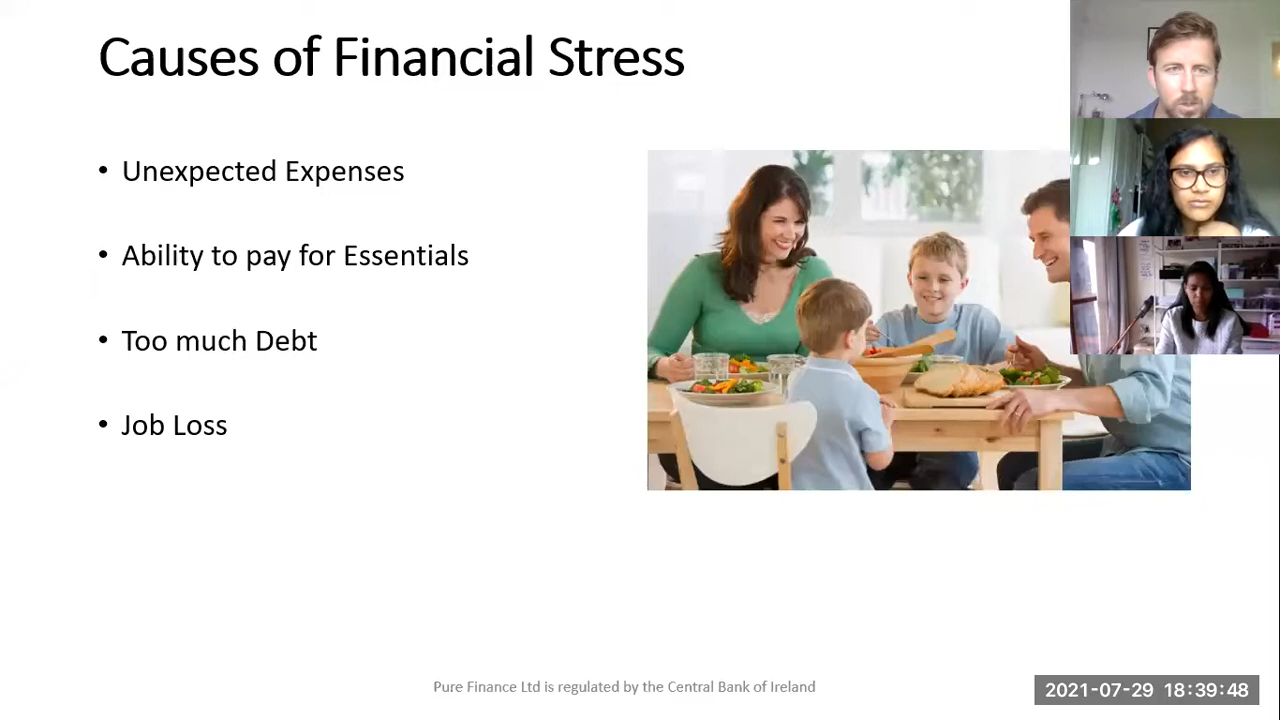 Causes of Financial Stress
• Unexpected Expenses
• Ability to pay for Essentials
• Too much Debt
• Job Loss
Pure Finance Ltd is regulated by the Central Bank of Ireland
2021-07-29 18:39:48